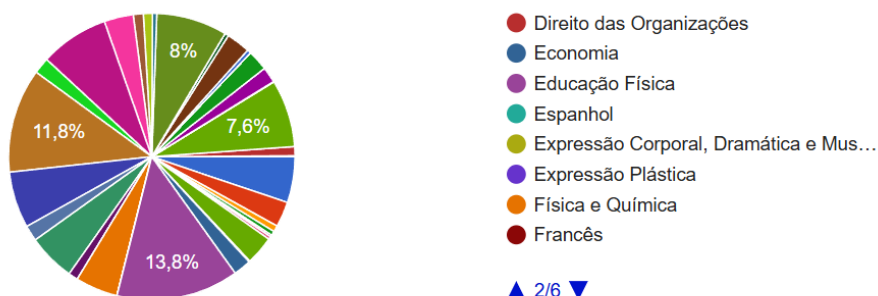 8%
7,6%
11,8%
13,8%
Direito das Organizações
Economia
Educação Física
Espanhol
Expressão Corporal, Dramática e Mus…
Expressão Plástica
Física e Química
Francês
▲ 2/6 ▼